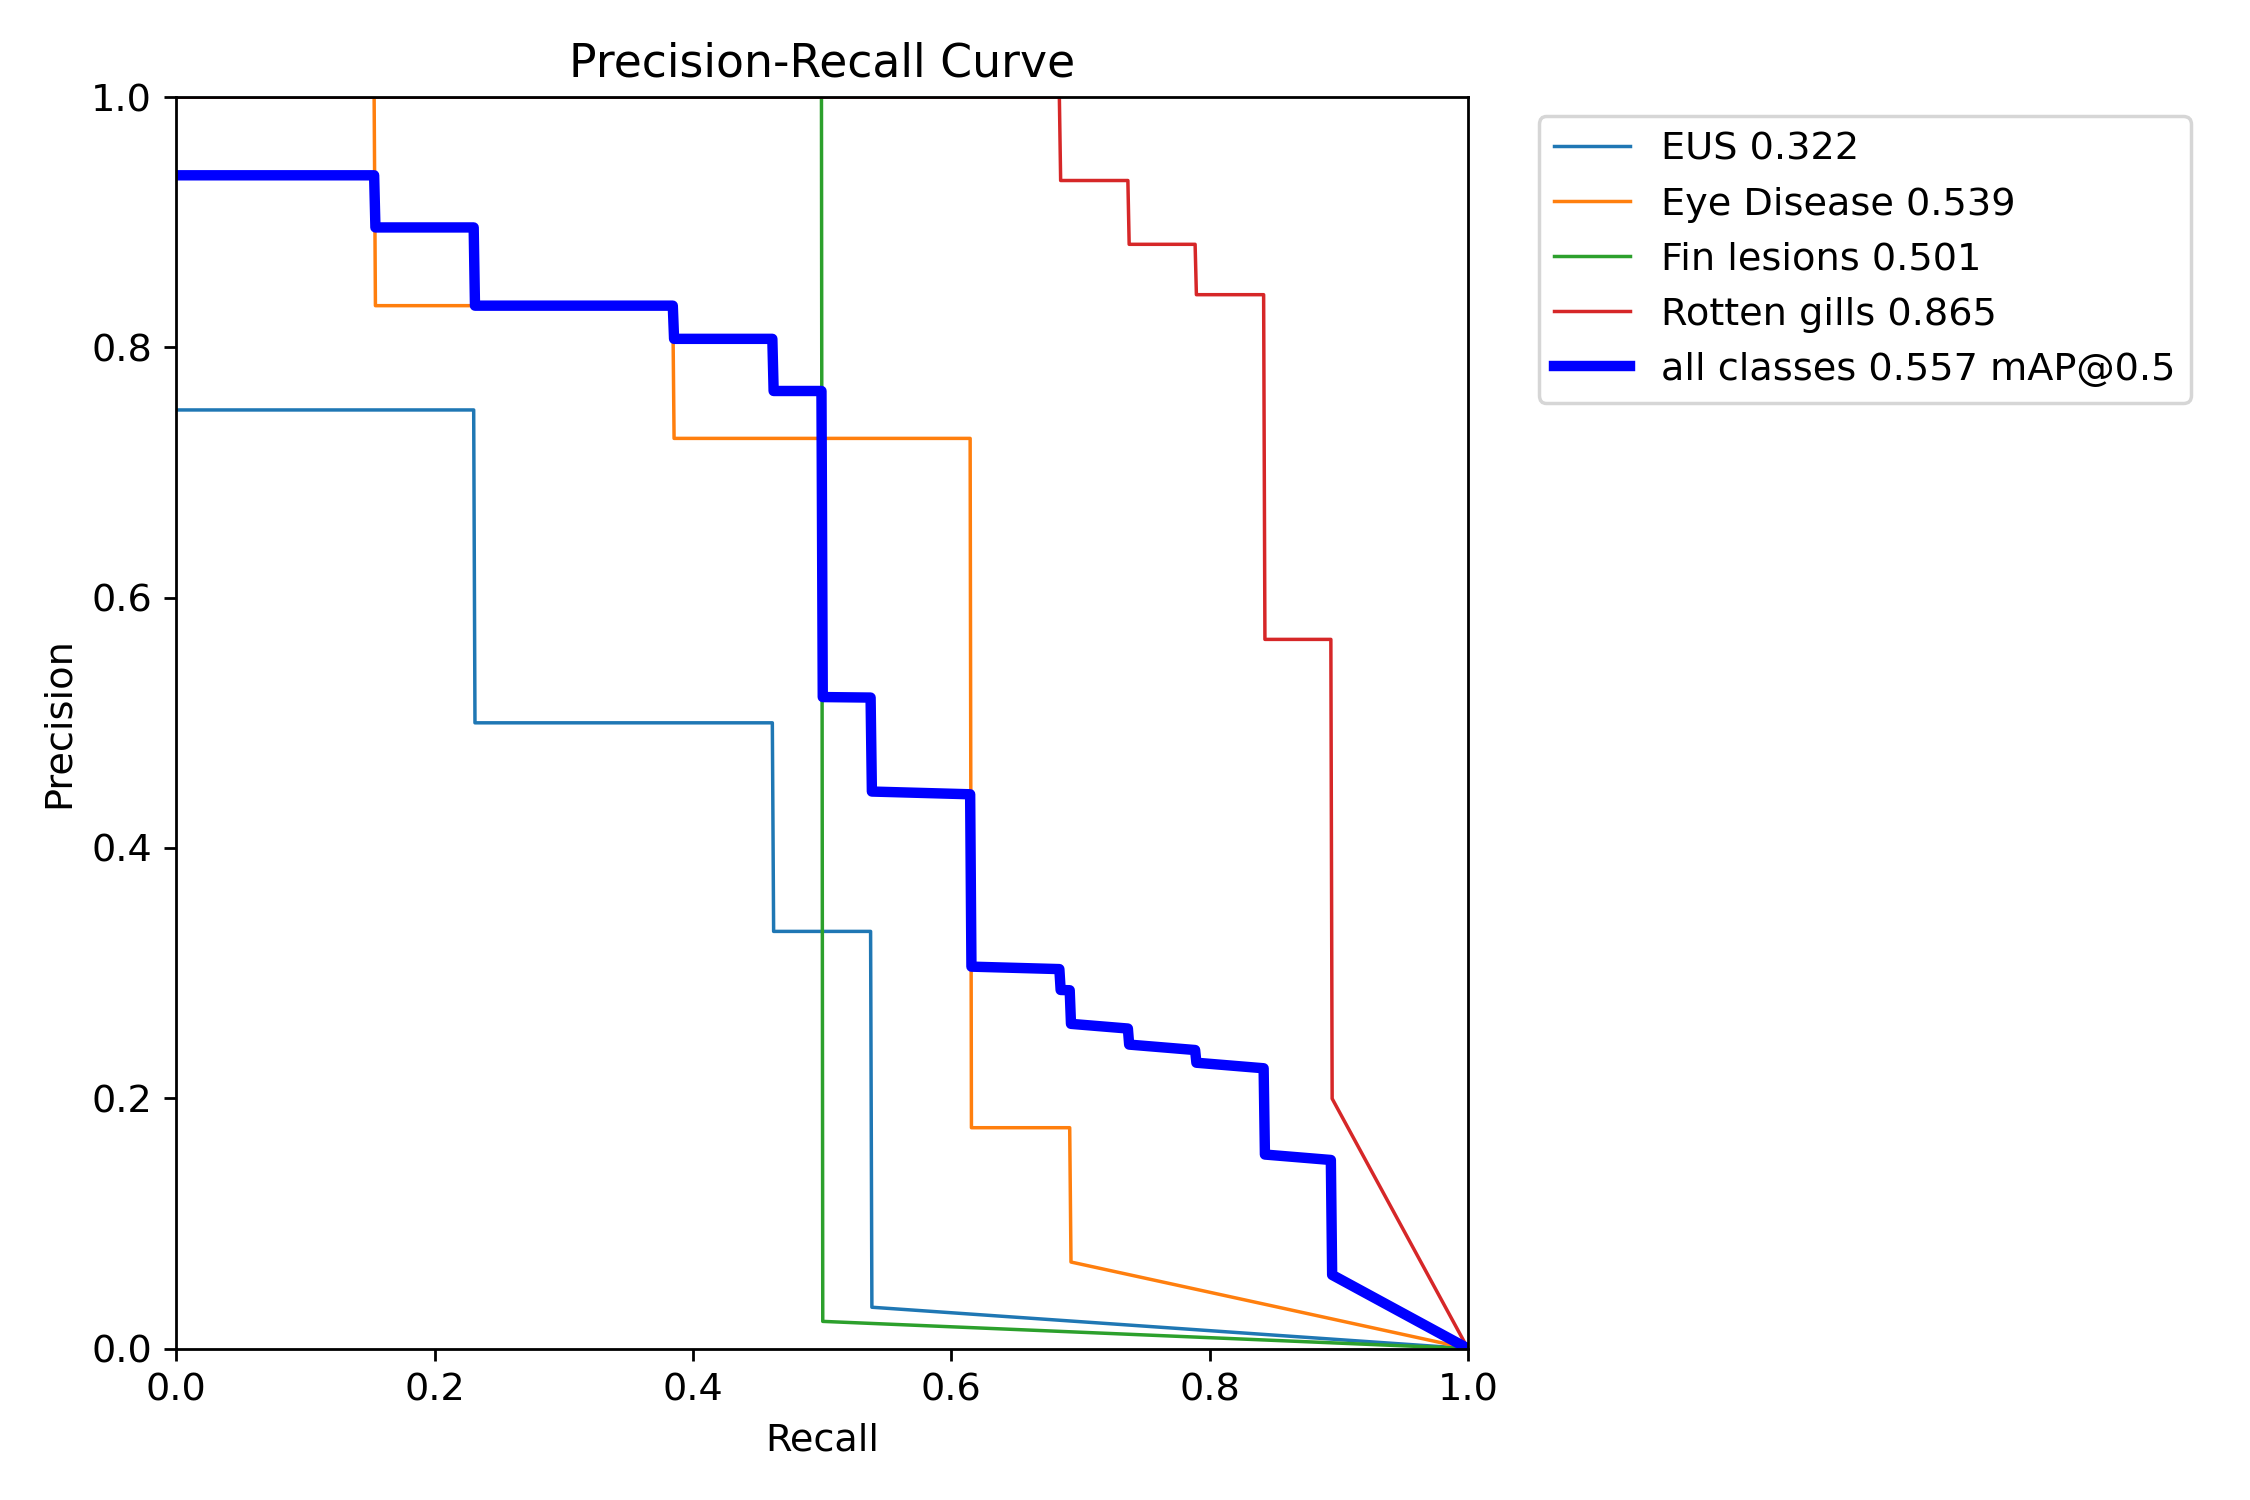 Precision-Recall Curve
1.0
0.8
0.6
0.4
0.2
0.0
Precision
0.0 0.2 0.4 0.6 0.8 1.0
Recall
EUS 0.322
Eye Disease 0.539
Fin lesions 0.501
Rotten gills 0.865
all classes 0.557 mAP@0.5